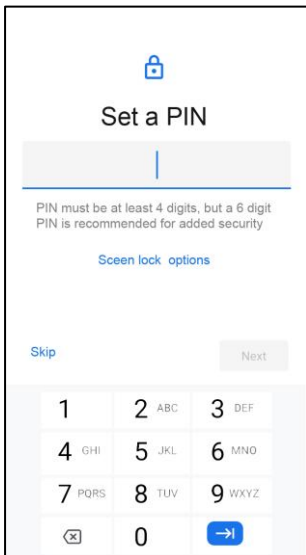 Set a PIN
PIN must be at least 4 digits, but a 6 digit
PIN is recommended for added security
Sceen lock options
Skip Next
1 2 ABC 3 DEF
4 GHI 5 JKL 6 MNO
7 PQRS 8 TUV 9 WXYZ
0